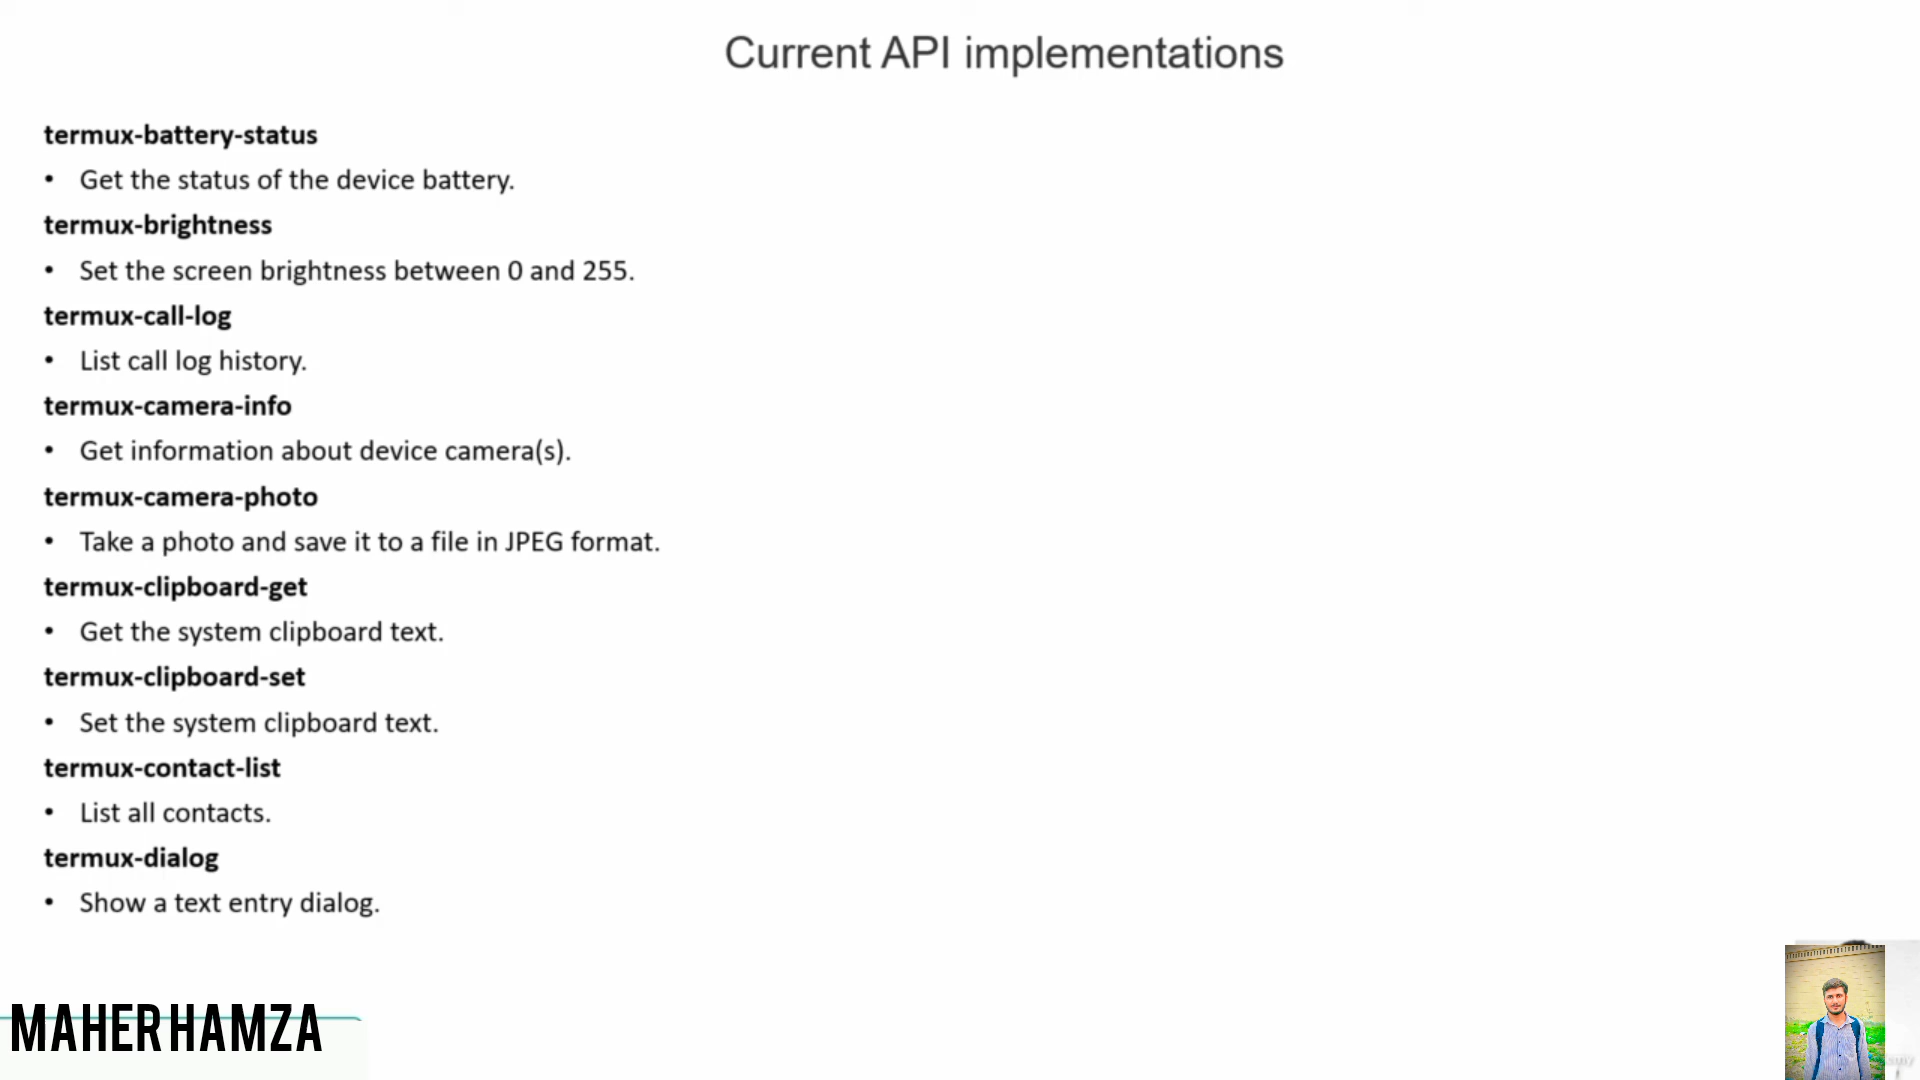 Current API implementations
termux-battery-status
• Get the status of the device battery.
termux-brightness
• Set the screen brightness between 0 and 255.
termux-call-log
• List call log history.
termux-camera-info
• Get information about device camera(s).
termux-camera-photo
• Take a photo and save it to a file in JPEG format.
termux-clipboard-get
• Get the system clipboard text.
termux-clipboard-set
• Set the system clipboard text.
termux-contact-list
• List all contacts.
termux-dialog
• Show a text entry dialog.
MAHER HAMZA